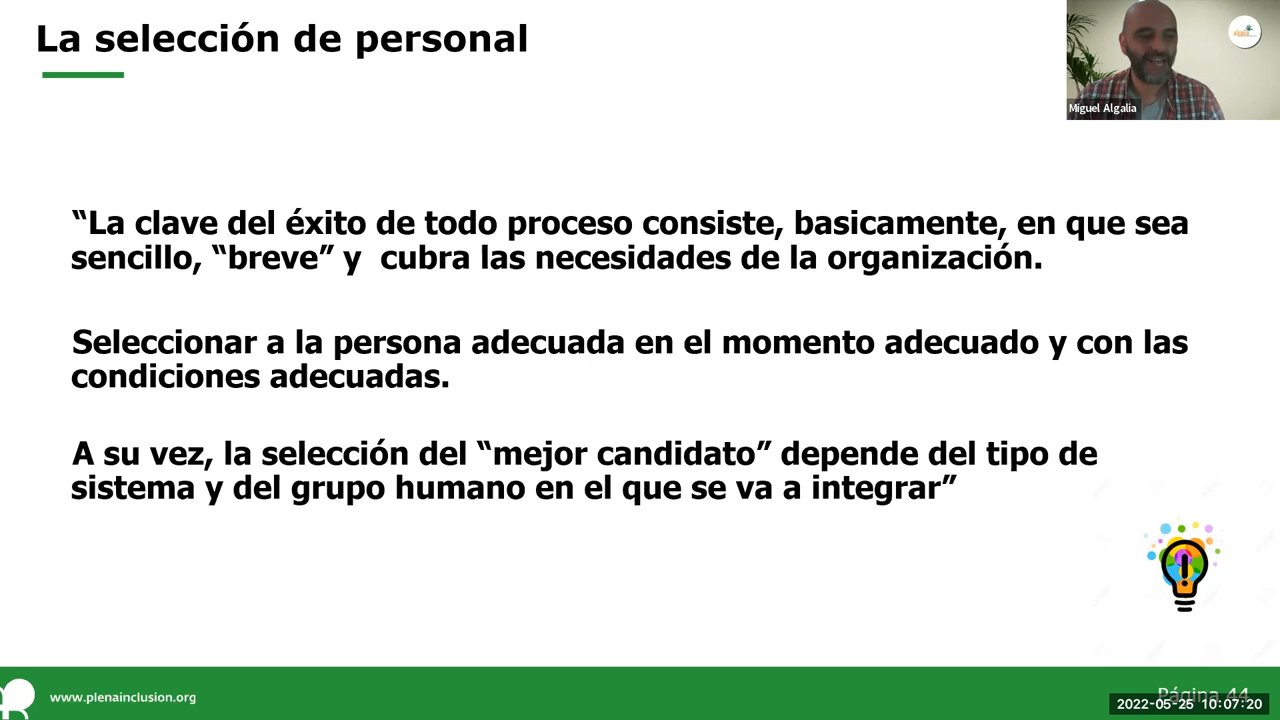 La selección de personal
Miguel Algalia
“La clave del éxito de todo proceso consiste, basicamente, en que sea
sencillo, “breve” y  cubra las necesidades de la organización.
Seleccionar a la persona adecuada en el momento adecuado y con las
condiciones adecuadas.
A su vez, la selección del “mejor candidato” depende del tipo de
sistema y del grupo humano en el que se va a integrar”
www.plenainclusion.org
Página 44
2022-05-25 10:07:20